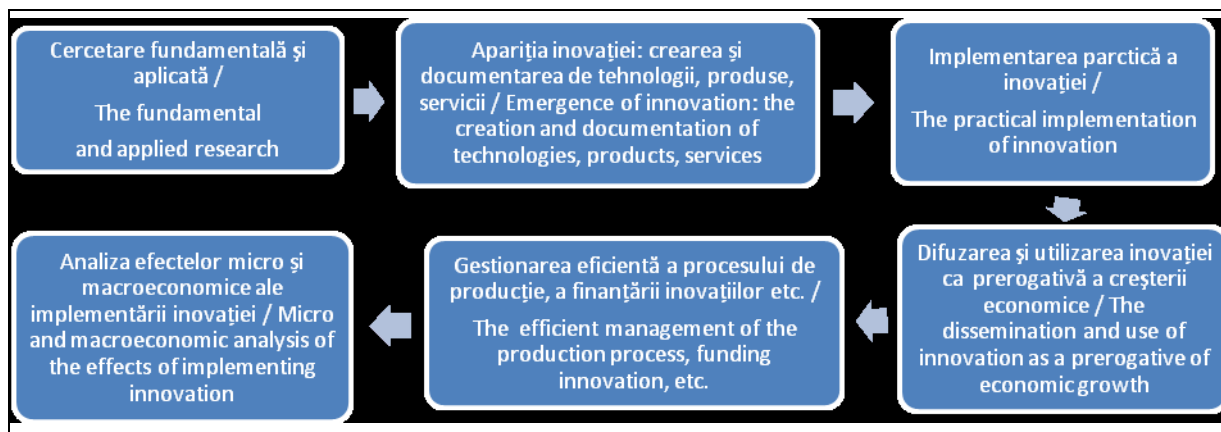 Cercetare fundamentală şi
aplicată /
The fundamental
and applied research
Apariția inovației: crearea și
documentarea de tehnologii, produse,
servicii / Emergence of innovation: the
creation and documentation of
technologies, products, services
Implementarea parctică a
inovației /
The practical implementation
of innovation
Difuzarea şi utilizarea inovației
ca prerogativă a creşterii
economice / The
dissemination and use of
innovation as a prerogative of
economic growth
Gestionarea eficientă a procesului de
producție, a finanțării inovațiilor etc. /
The efficient management of the
production process, funding
innovation, etc.
Analiza efectelor micro și
macroeconomice ale
implementării inovației / Micro
and macroeconomic analysis of
the effects of implementing
innovation